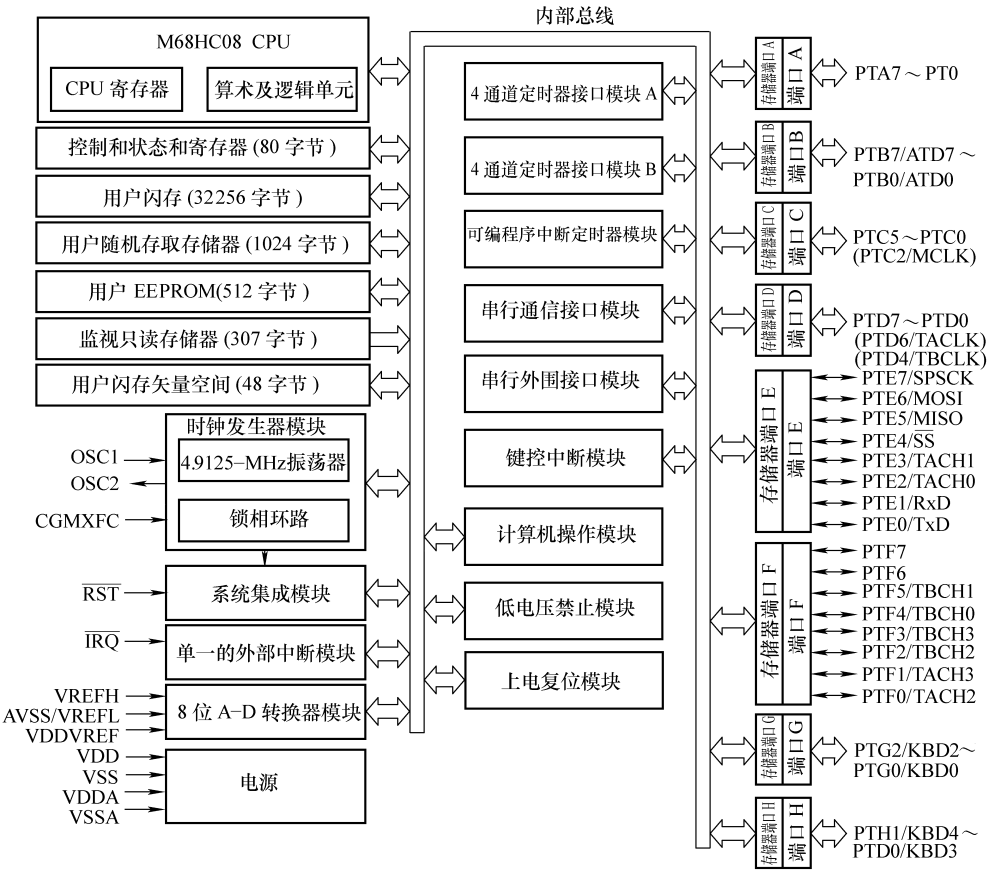 内部总线
M68HC08 CPU
CPU 寄存器
算术及逻辑单元
控制和状态和寄存器 (80 字节)
用户闪存 (32256 字节)
用户随机存取存储器 (1024 字节)
用户 EEPROM(512 字节)
监视只读存储器 (307 字节)
用户闪存矢量空间 (48 字节)
时钟发生器模块
4.9125-MHz振荡器
锁相环路
OSC1
OSC2
CGMXFC
系统集成模块
RST
单一的外部中断模块
IRQ
8 位 A-D 转换器模块
VREFH
AVSS/VREFL
VDDVREF
电源
VDD
VSS
VDDA
VSSA
4 通道定时器接口模块 A
4 通道定时器接口模块 B
可编程序中断定时器模块
串行通信接口模块
串行外围接口模块
键控中断模块
计算机操作模块
低电压禁止模块
上电复位模块
存储器端口 A
端口 A
PTA7～PT0
存储器端口B
端口B
PTB7/ATD7～
PTB0/ATD0
存储器端口 C
端口 C
PTC5～PTC0
(PTC2/MCLK)
存储器端口 D
端口 D
PTD7～PTD0
(PTD6/TACLK)
(PTD4/TBCLK)
存储器端口 E
端口 E
PTE7/SPSCK
PTE6/MOSI
PTE5/MISO
PTE4/SS
PTE3/TACH1
PTE2/TACH0
PTE1/RxD
PTE0/TxD
存储器端口 F
端口 F
PTF7
PTF6
PTF5/TBCH1
PTF4/TBCH0
PTF3/TBCH3
PTF2/TBCH2
PTF1/TACH3
PTF0/TACH2
存储器端口G
端口G
PTG2/KBD2～
PTG0/KBD0
存储器端口 H
端口 H
PTH1/KBD4～
PTD0/KBD3